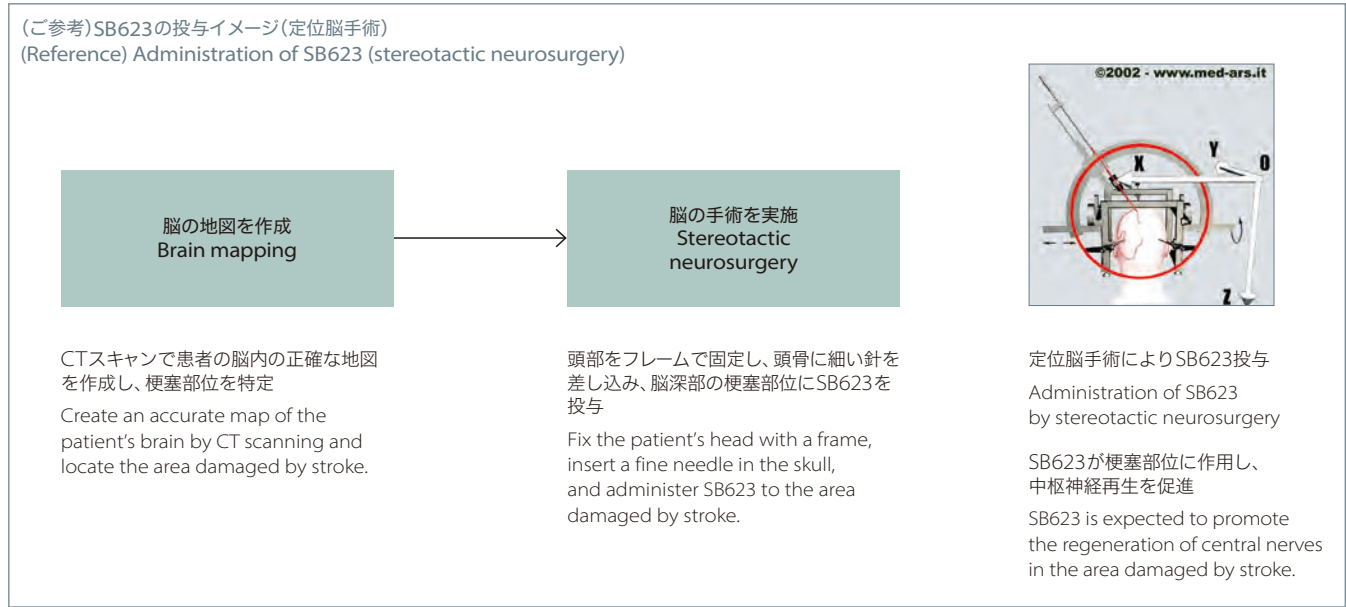 (ご参考)SB623の投与イメージ(定位脳手術)
(Reference) Administration of SB623 (stereotactic neurosurgery)
©2002 - www.med-ars.it
X
Y
O
Z
脳の地図を作成
Brain mapping
脳の手術を実施
Stereotactic
neurosurgery
CTスキャンで患者の脳内の正確な地図
を作成し、梗塞部位を特定
Create an accurate map of the
patient's brain by CT scanning and
locate the area damaged by stroke.
頭部をフレームで固定し、頭骨に細い針を
差し込み、脳深部の梗塞部位にSB623を
投与
Fix the patient's head with a frame,
insert a fine needle in the skull,
and administer SB623 to the area
damaged by stroke.
定位脳手術によりSB623投与
Administration of SB623
by stereotactic neurosurgery
SB623が梗塞部位に作用し、
中枢神経再生を促進
SB623 is expected to promote
the regeneration of central nerves
in the area damaged by stroke.